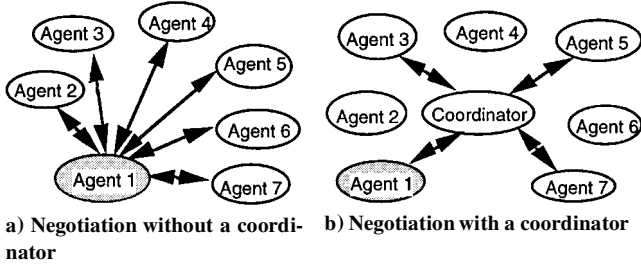 Agent 3
Agent 4
Agent 2
Agent 5
Agent 6
Agent 1
Agent 7
a) Negotiation without a coordi-
nator
Agent 3
Agent 4
Agent 5
Agent 2
Coordinator
Agent 6
Agent 1
Agent 7
b) Negotiation with a coordinator